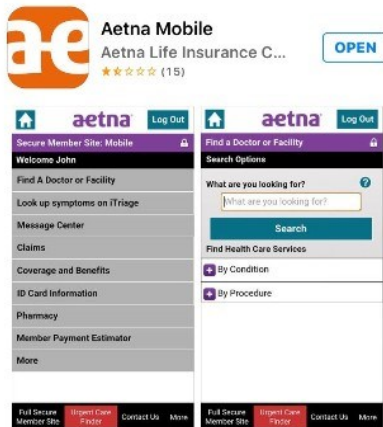 ae
Aetna Mobile
Aetna Life Insurance C...
OPEN
(15)
aetna
Log Out
Secure Member Site: Mobile
Welcome John
Find A Doctor or Facility
Look up symptoms on iTriage
Message Center
Claims
Coverage and Benefits
ID Card Information
Pharmacy
Member Payment Estimator
More
Full Secure
Member Site
Urgent Care
Finder
Contact Us
More
aetna
Log Out
Find a Doctor or Facility
Search Options
What are you looking for?
?
What are you looking for?
Search
Find Health Care Services
+ By Condition
+ By Procedure
Full Secure
Member Site
Urgent Care
Finder
Contact Us
More